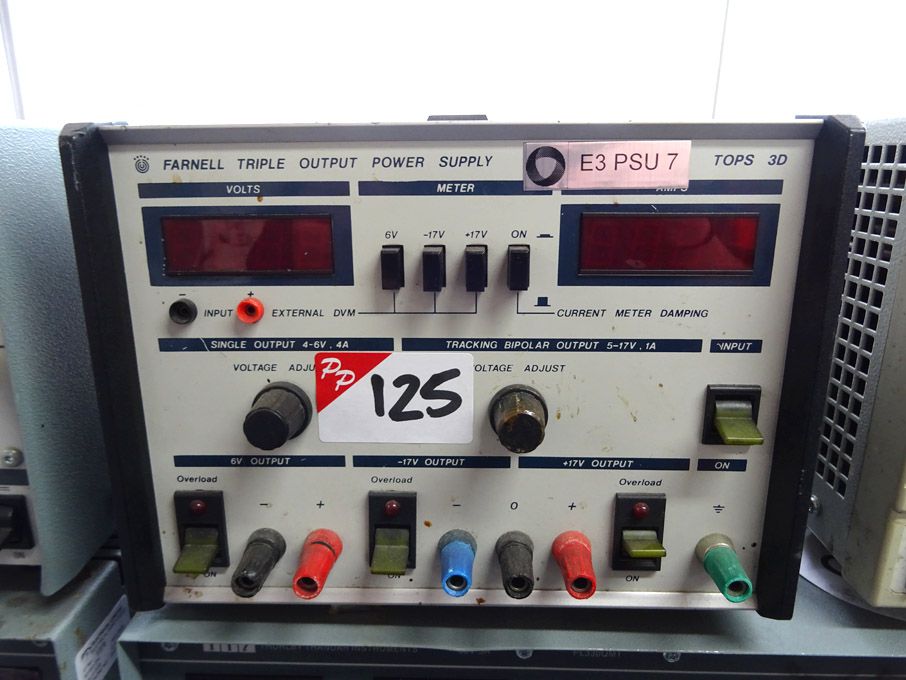 FARNELL TRIPLE OUTPUT POWER SUPPLY E3 PSU 7 TOPS 3D
VOLTS METER AMPS
6V -17V +17V ON
- +
INPUT EXTERNAL DVM CURRENT METER DAMPING
SINGLE OUTPUT 4-6V, 4A TRACKING BIPOLAR OUTPUT 5-17V, 1A INPUT
VOLTAGE VOLTAGE ADJUST
PP 125
6V OUTPUT -17V OUTPUT +17V OUTPUT ON
Overload Overload Overload
- + - 0 +
ON ON ON